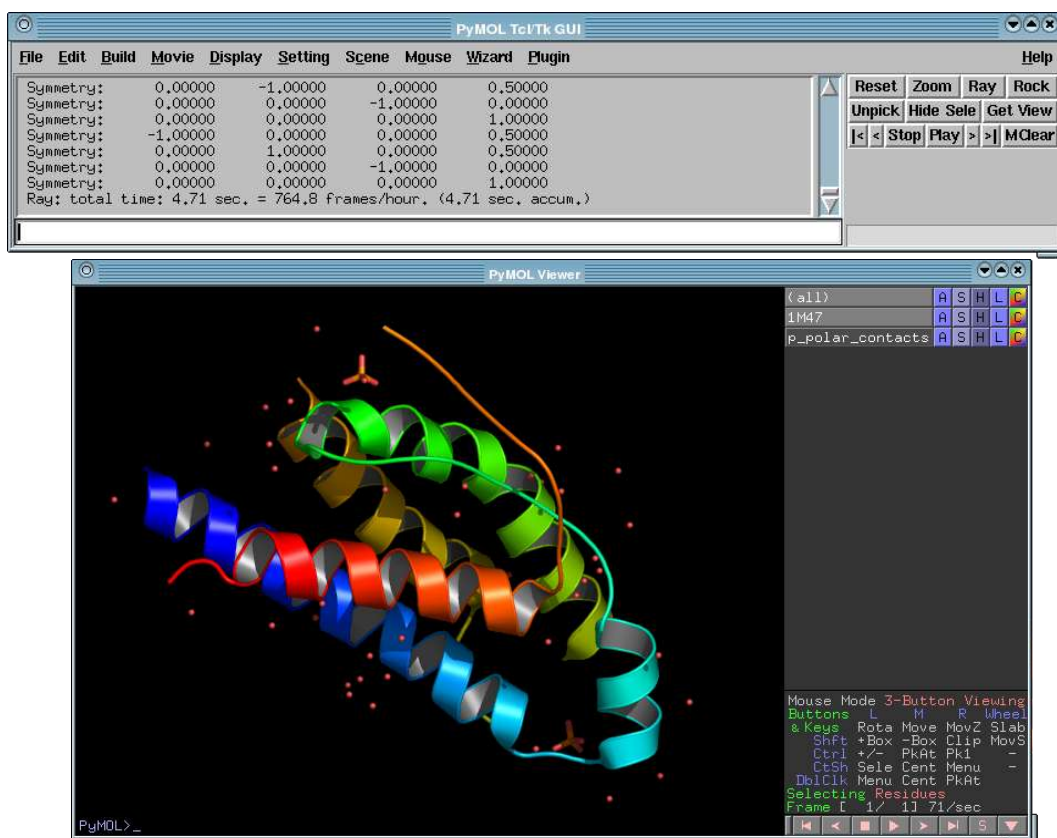 PyMOL Tcl/Tk GUI
File Edit Build Movie Display Setting Scene Mouse Wizard Plugin Help
Symmetry: 0.00000 -1.00000 0.00000 0.50000
Symmetry: 0.00000 0.00000 -1.00000 0.00000
Symmetry: 0.00000 0.00000 0.00000 1.00000
Symmetry: -1.00000 0.00000 0.00000 0.50000
Symmetry: 0.00000 1.00000 0.00000 0.50000
Symmetry: 0.00000 0.00000 -1.00000 0.00000
Symmetry: 0.00000 0.00000 0.00000 1.00000
Ray: total time: 4.71 sec. = 764.8 frames/hour. (4.71 sec. accum.)
Reset Zoom Ray Rock
Unpick Hide Sele Get View
|< < Stop Play > >| MClear
PyMOL Viewer
(all) A S H L C
1M47 A S H L C
p_polar_contacts A S H L C
Mouse Mode 3-Button Viewing
Buttons L M R Wheel
& Keys Rota Move MovZ Slab
Shft +Box -Box Clip MovS
Ctrl +/- PkAt Pk1 -
CtSh Sele Cent Menu -
DblClk Menu Cent PkAt
Selecting Residues
Frame [ 1/ 1] 71/sec
PyMOL>_
S